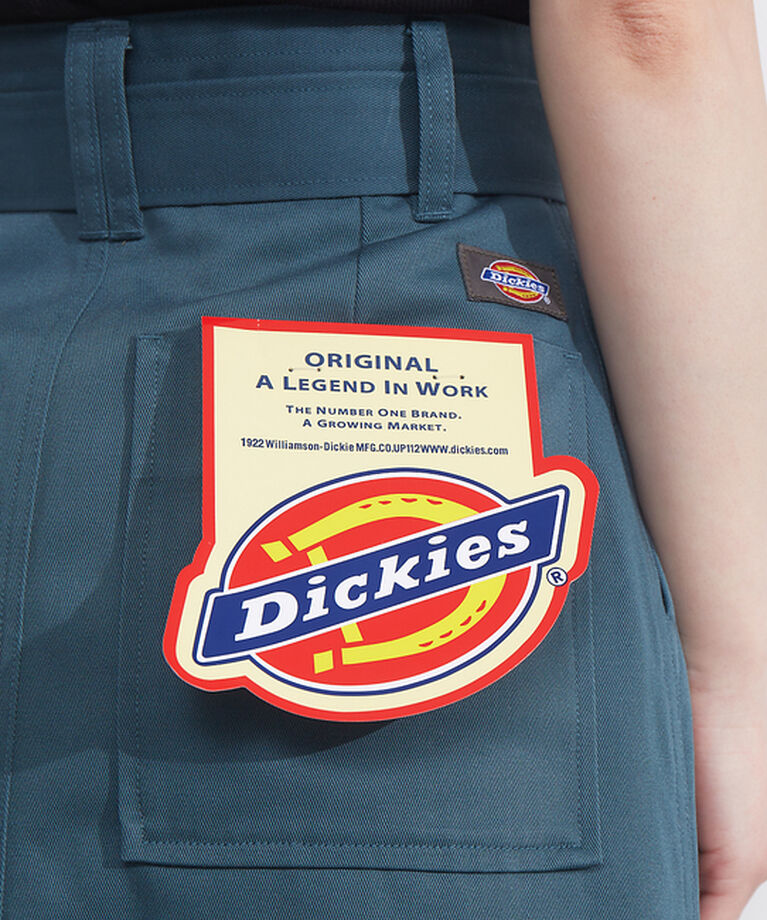 Dickies
®
ORIGINAL
A LEGEND IN WORK
THE NUMBER ONE BRAND.
A GROWING MARKET.
1922 Williamson-Dickie MFG.CO.UP112WWW.dickies.com
Dickies
®